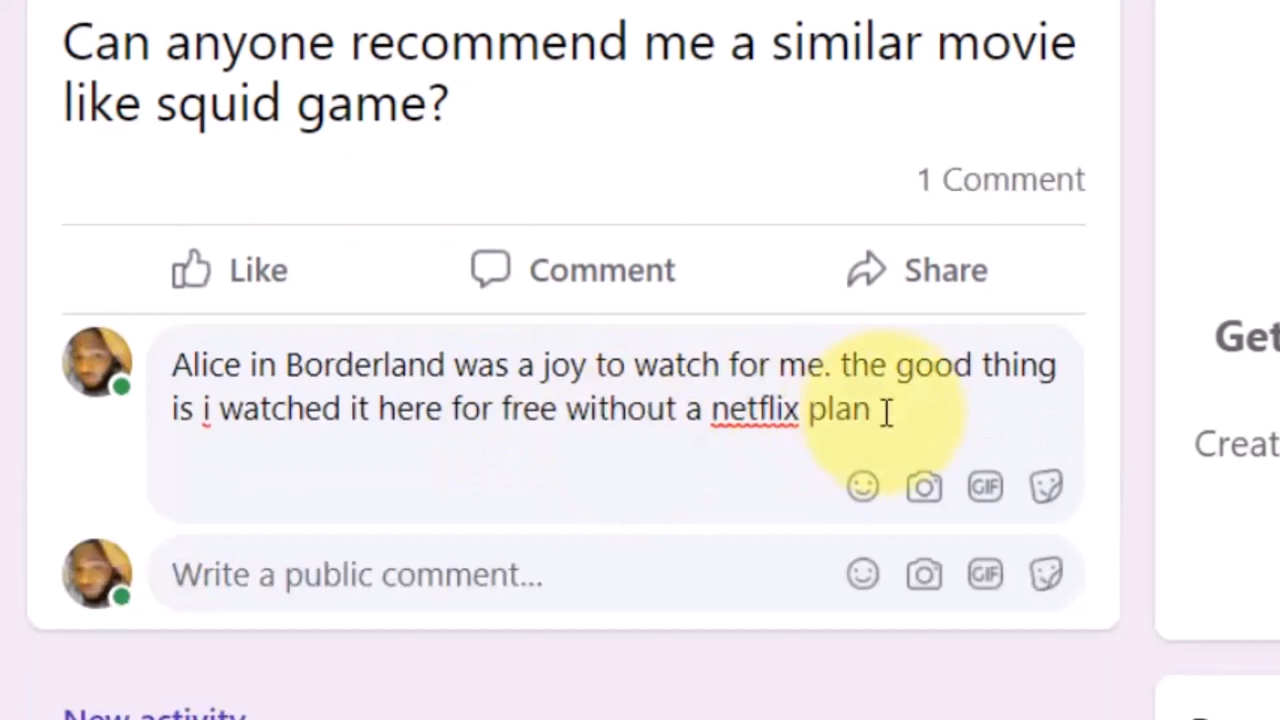 Can anyone recommend me a similar movie
like squid game?
1 Comment
Like
Comment
Share
Alice in Borderland was a joy to watch for me. the good thing
is i watched it here for free without a netflix plan
GIF
Write a public comment...
GIF
Get
Creat
New activity